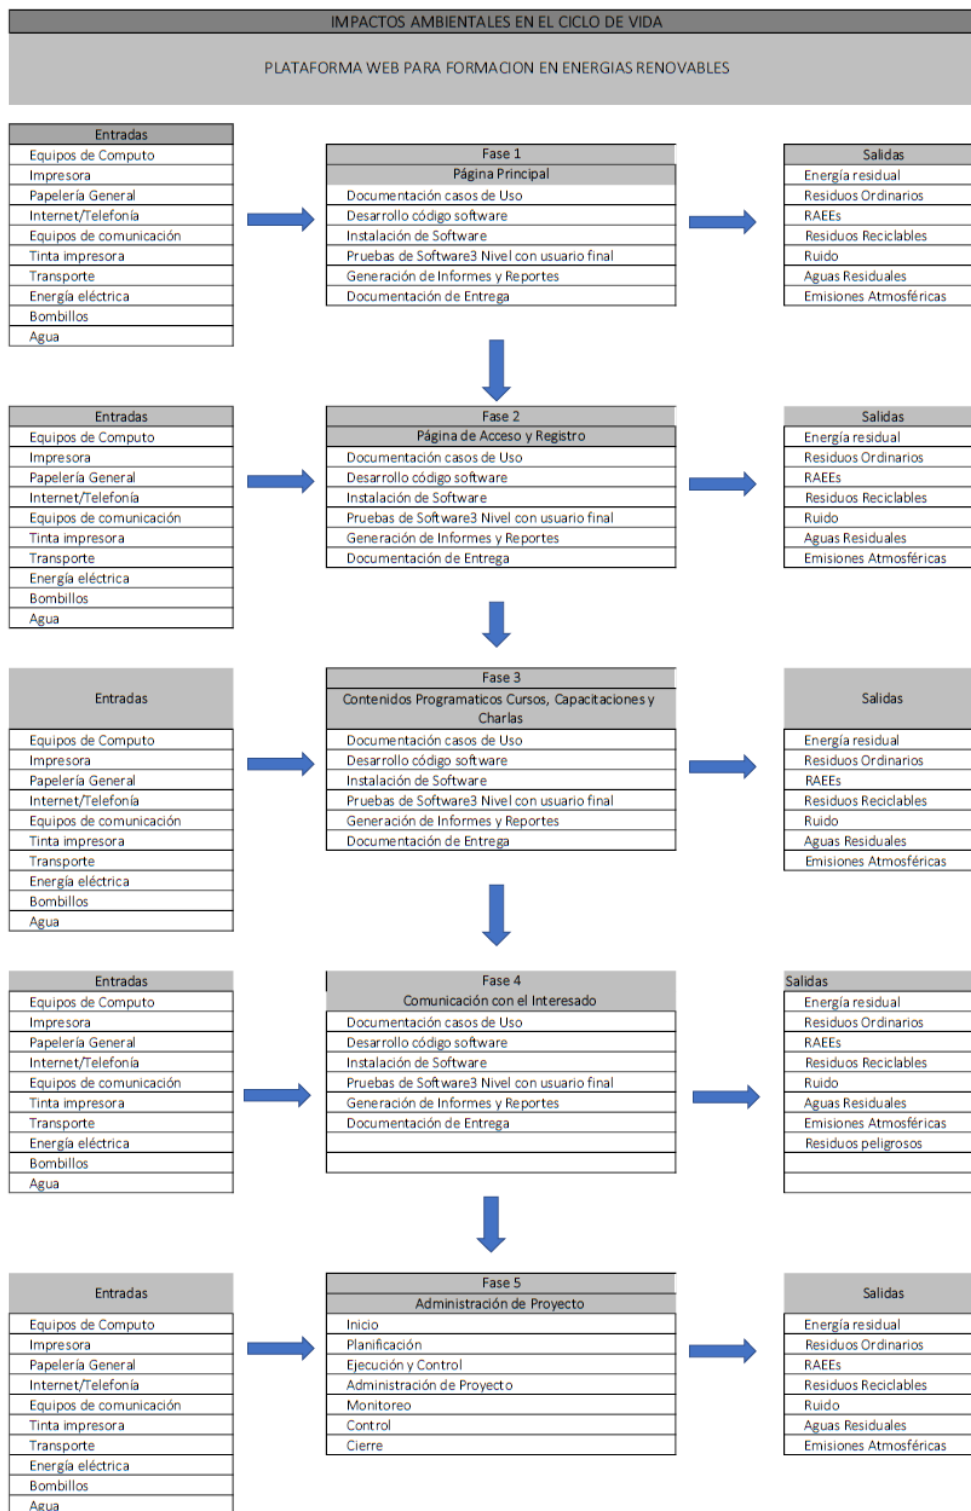 IMPACTOS AMBIENTALES EN EL CICLO DE VIDA
PLATAFORMA WEB PARA FORMACION EN ENERGIAS RENOVABLES
Entradas
Equipos de Computo
Impresora
Papelería General
Internet/Telefonía
Equipos de comunicación
Tinta impresora
Transporte
Energía eléctrica
Bombillos
Agua
Fase 1
Página Principal
Documentación casos de Uso
Desarrollo código software
Instalación de Software
Pruebas de Software3 Nivel con usuario final
Generación de Informes y Reportes
Documentación de Entrega
Salidas
Energía residual
Residuos Ordinarios
RAEEs
Residuos Reciclables
Ruido
Aguas Residuales
Emisiones Atmosféricas
Entradas
Equipos de Computo
Impresora
Papelería General
Internet/Telefonía
Equipos de comunicación
Tinta impresora
Transporte
Energía eléctrica
Bombillos
Agua
Fase 2
Página de Acceso y Registro
Documentación casos de Uso
Desarrollo código software
Instalación de Software
Pruebas de Software3 Nivel con usuario final
Generación de Informes y Reportes
Documentación de Entrega
Salidas
Energía residual
Residuos Ordinarios
RAEEs
Residuos Reciclables
Ruido
Aguas Residuales
Emisiones Atmosféricas
Entradas
Equipos de Computo
Impresora
Papelería General
Internet/Telefonía
Equipos de comunicación
Tinta impresora
Transporte
Energía eléctrica
Bombillos
Agua
Fase 3
Contenidos Programaticos Cursos, Capacitaciones y
Charlas
Documentación casos de Uso
Desarrollo código software
Instalación de Software
Pruebas de Software3 Nivel con usuario final
Generación de Informes y Reportes
Documentación de Entrega
Salidas
Energía residual
Residuos Ordinarios
RAEEs
Residuos Reciclables
Ruido
Aguas Residuales
Emisiones Atmosféricas
Entradas
Equipos de Computo
Impresora
Papelería General
Internet/Telefonía
Equipos de comunicación
Tinta impresora
Transporte
Energía eléctrica
Bombillos
Agua
Fase 4
Comunicación con el Interesado
Documentación casos de Uso
Desarrollo código software
Instalación de Software
Pruebas de Software3 Nivel con usuario final
Generación de Informes y Reportes
Documentación de Entrega
Salidas
Energía residual
Residuos Ordinarios
RAEEs
Residuos Reciclables
Ruido
Aguas Residuales
Emisiones Atmosféricas
Residuos peligrosos
Entradas
Equipos de Computo
Impresora
Papelería General
Internet/Telefonía
Equipos de comunicación
Tinta impresora
Transporte
Energía eléctrica
Bombillos
Agua
Fase 5
Administración de Proyecto
Inicio
Planificación
Ejecución y Control
Administración de Proyecto
Monitoreo
Control
Cierre
Salidas
Energía residual
Residuos Ordinarios
RAEEs
Residuos Reciclables
Ruido
Aguas Residuales
Emisiones Atmosféricas